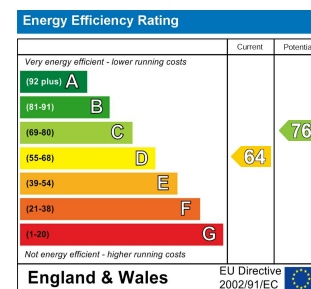 Energy Efficiency Rating
Current Potentia
Very energy efficient - lower running costs
(92 plus) A
(81-91) B
(69-80) C
76
(55-68) D
64
(39-54) E
(21-38) F
(1-20) G
Not energy efficient - higher running costs
England & Wales
EU Directive
2002/91/EC